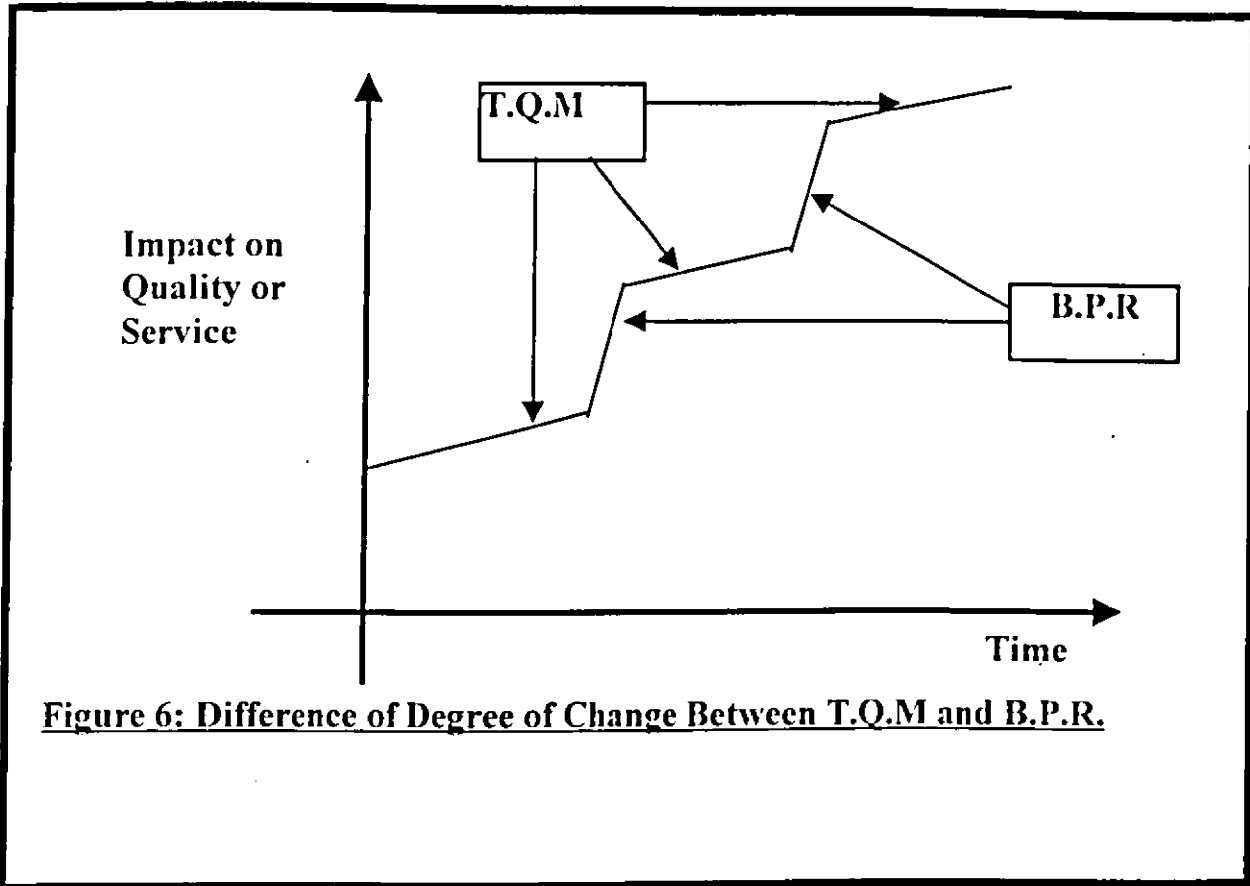 T.Q.M
Impact on
Quality or
Service
B.P.R
Time
Figure 6: Difference of Degree of Change Between T.Q.M and B.P.R.